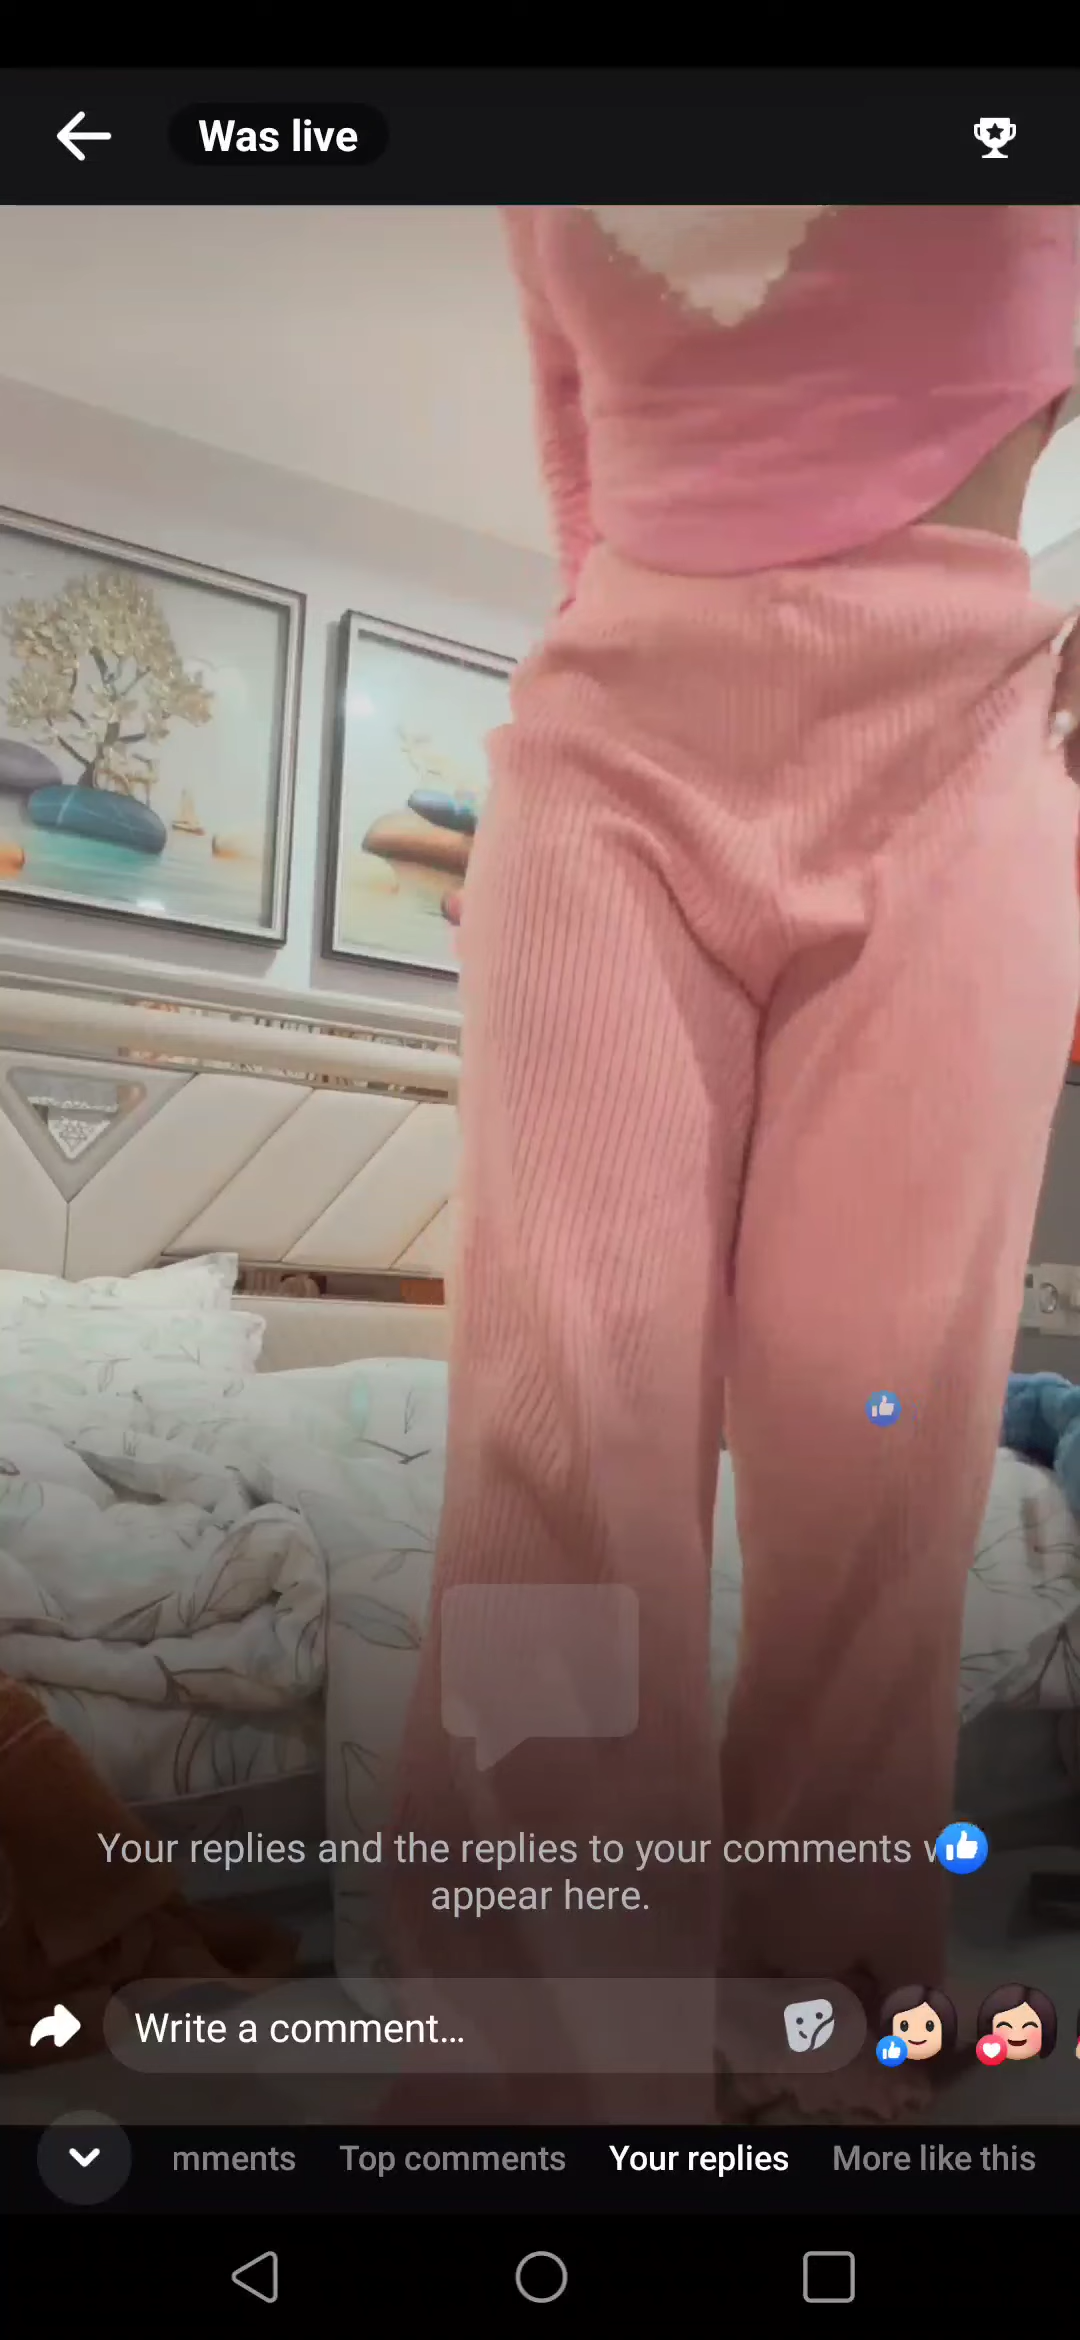 Was live
Your replies and the replies to your comments
appear here.
Write a comment...
mments
Top comments
Your replies
More like this